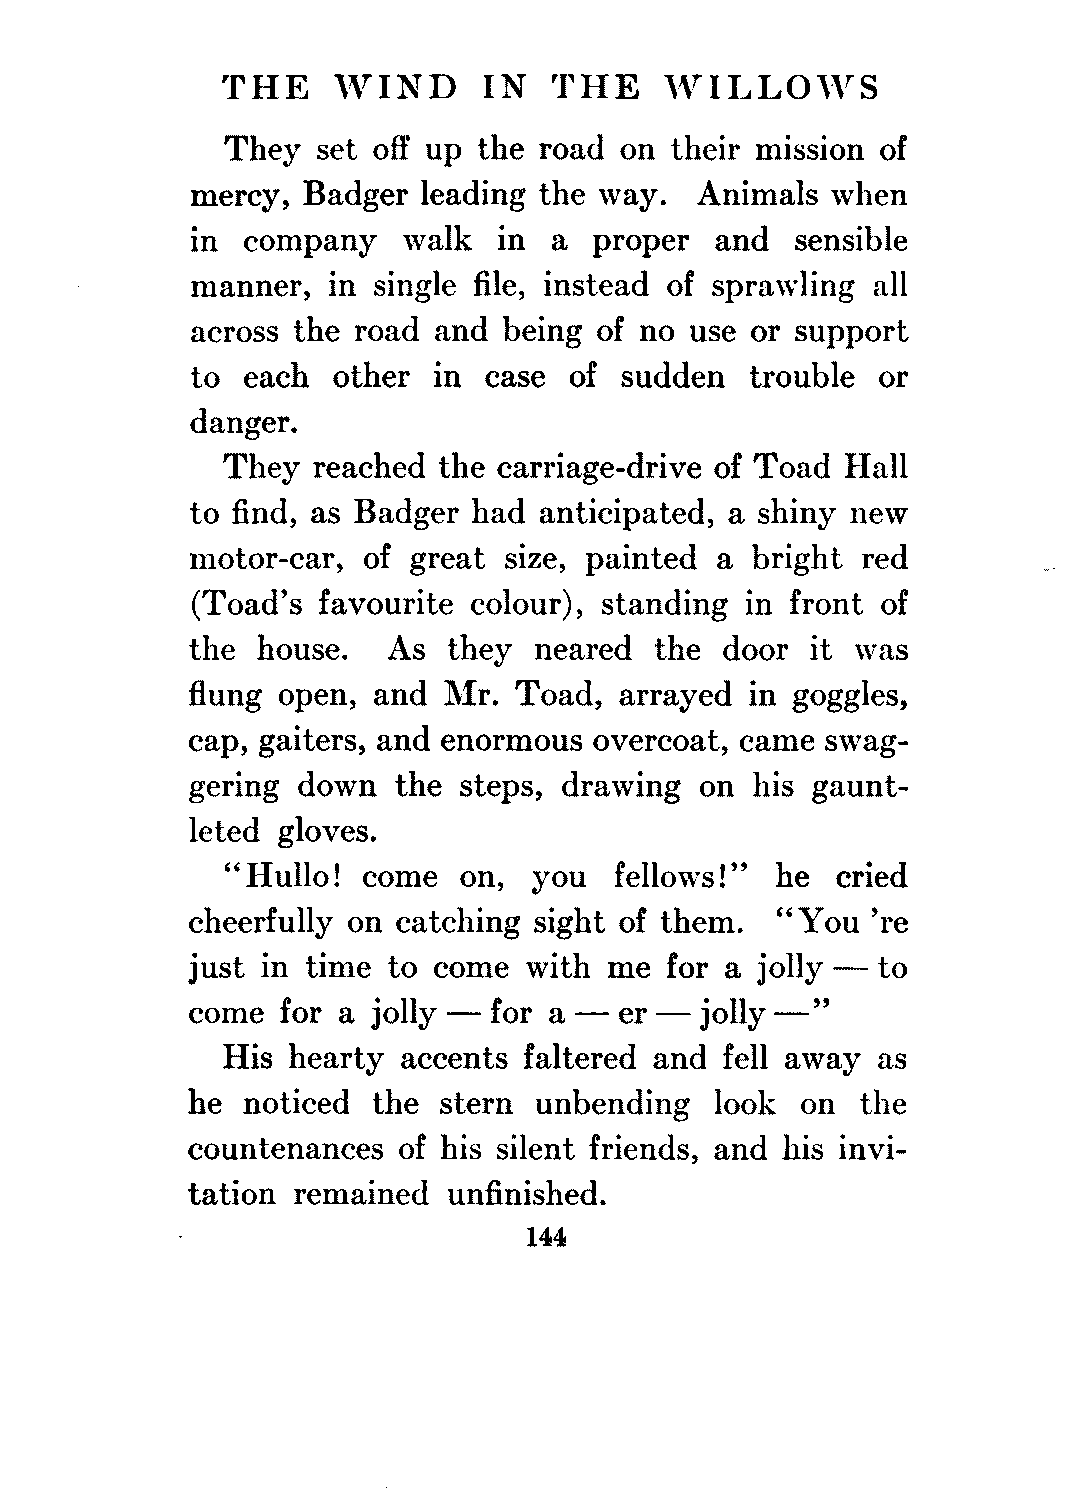 THE WIND IN THE WILLOWS
They set off up the road on their mission of
mercy, Badger leading the way. Animals when
in company walk in a proper and sensible
manner, in single file, instead of sprawling all
across the road and being of no use or support
to each other in case of sudden trouble or
danger.
They reached the carriage-drive of Toad Hall
to find, as Badger had anticipated, a shiny new
motor-car, of great size, painted a bright red
(Toad's favourite colour), standing in front of
the house. As they neared the door it was
flung open, and Mr. Toad, arrayed in goggles,
cap, gaiters, and enormous overcoat, came swag-
gering down the steps, drawing on his gaunt-
leted gloves.
“Hullo! come on, you fellows!” he cried
cheerfully on catching sight of them. “You 're
just in time to come with me for a jolly — to
come for a jolly — for a — er — jolly —”
His hearty accents faltered and fell away as
he noticed the stern unbending look on the
countenances of his silent friends, and his invi-
tation remained unfinished.
144